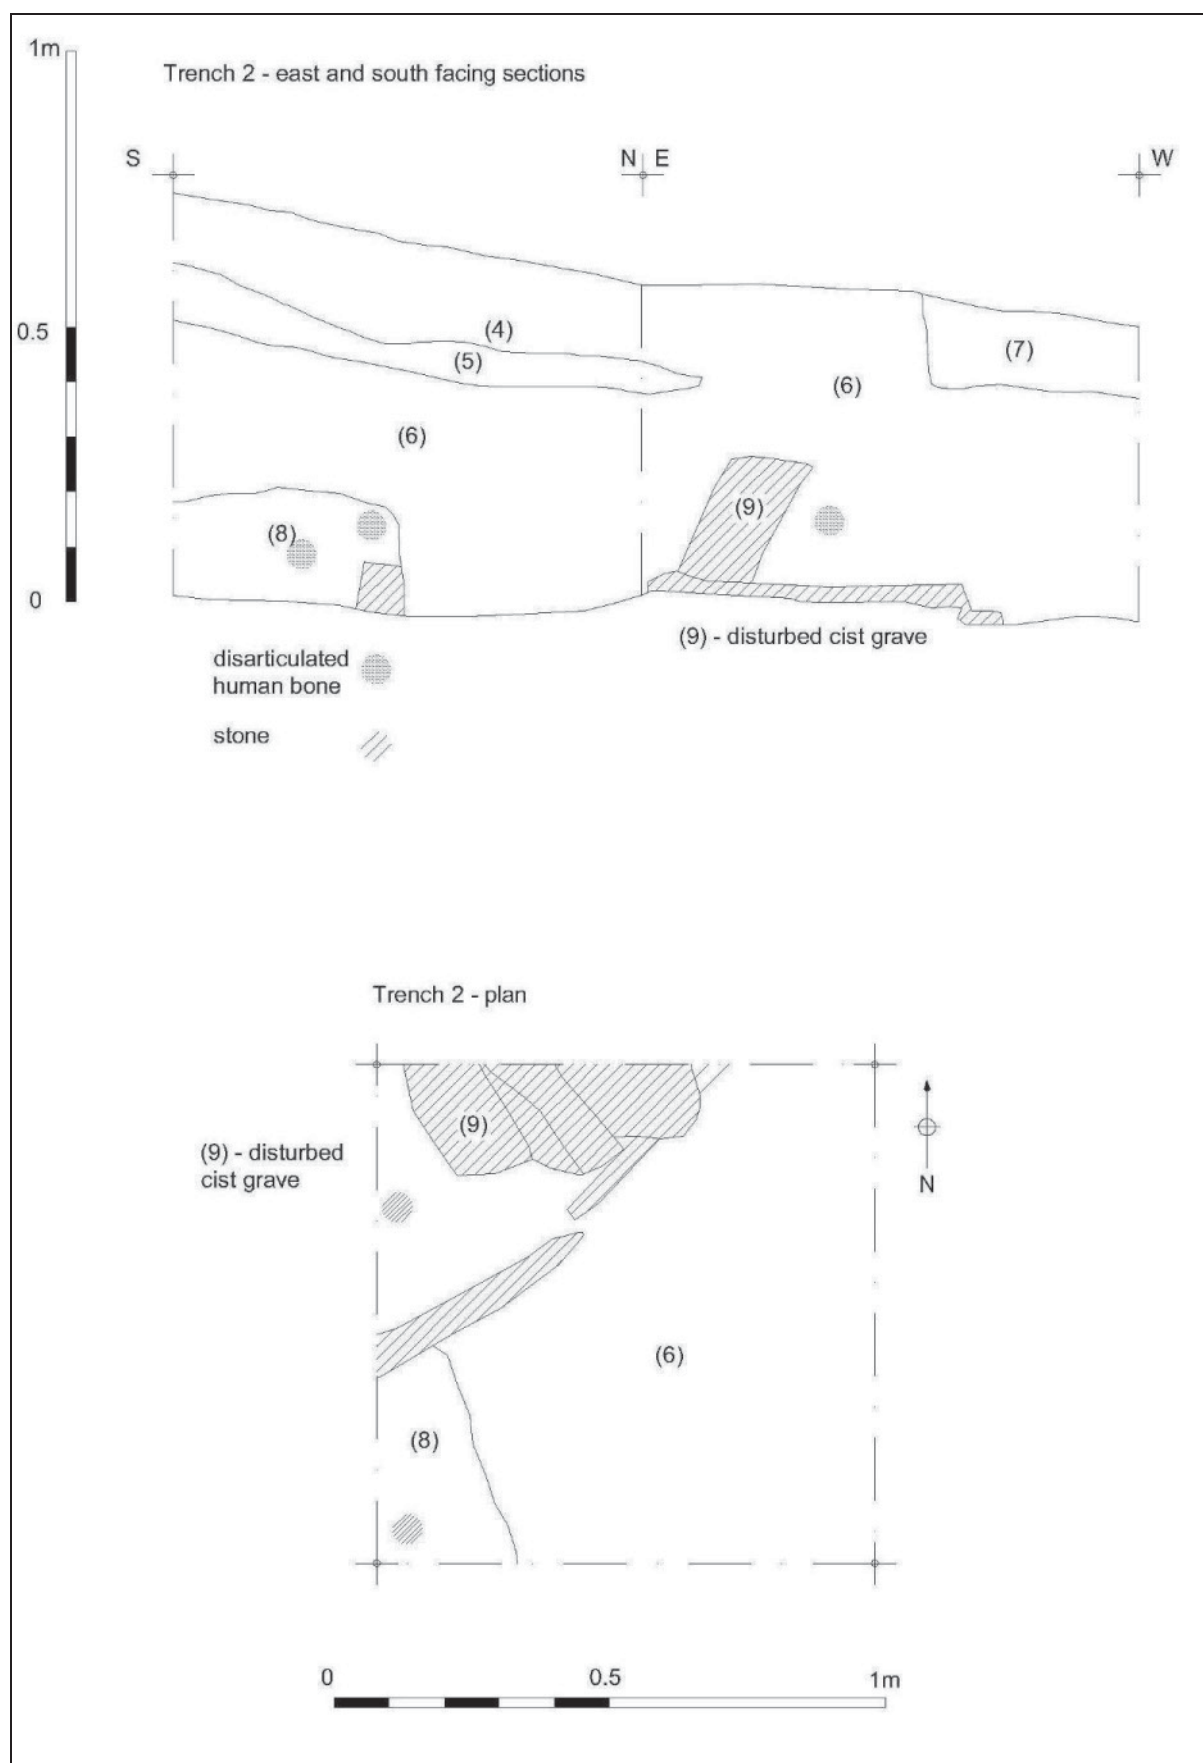 1m
Trench 2 - east and south facing sections
S
N E
W
0.5
(4)
(5)
(7)
(6)
(6)
(9)
(8)
0
(9) - disturbed cist grave
disarticulated
human bone
stone
Trench 2 - plan
(9)
(9) - disturbed
cist grave
N
(6)
(8)
0 0.5 1m